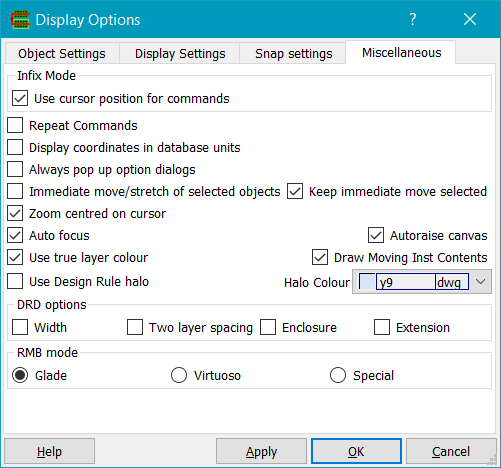 Display Options
Object Settings Display Settings Snap settings Miscellaneous
Infix Mode
Use cursor position for commands
Repeat Commands
Display coordinates in database units
Always pop up option dialogs
Immediate move/stretch of selected objects Keep immediate move selected
Zoom centred on cursor
Auto focus Autoraise canvas
Use true layer colour Draw Moving Inst Contents
Use Design Rule halo Halo Colour y9 dwg
DRD options
Width Two layer spacing Enclosure Extension
RMB mode
Glade Virtuoso Special
Help Apply OK Cancel